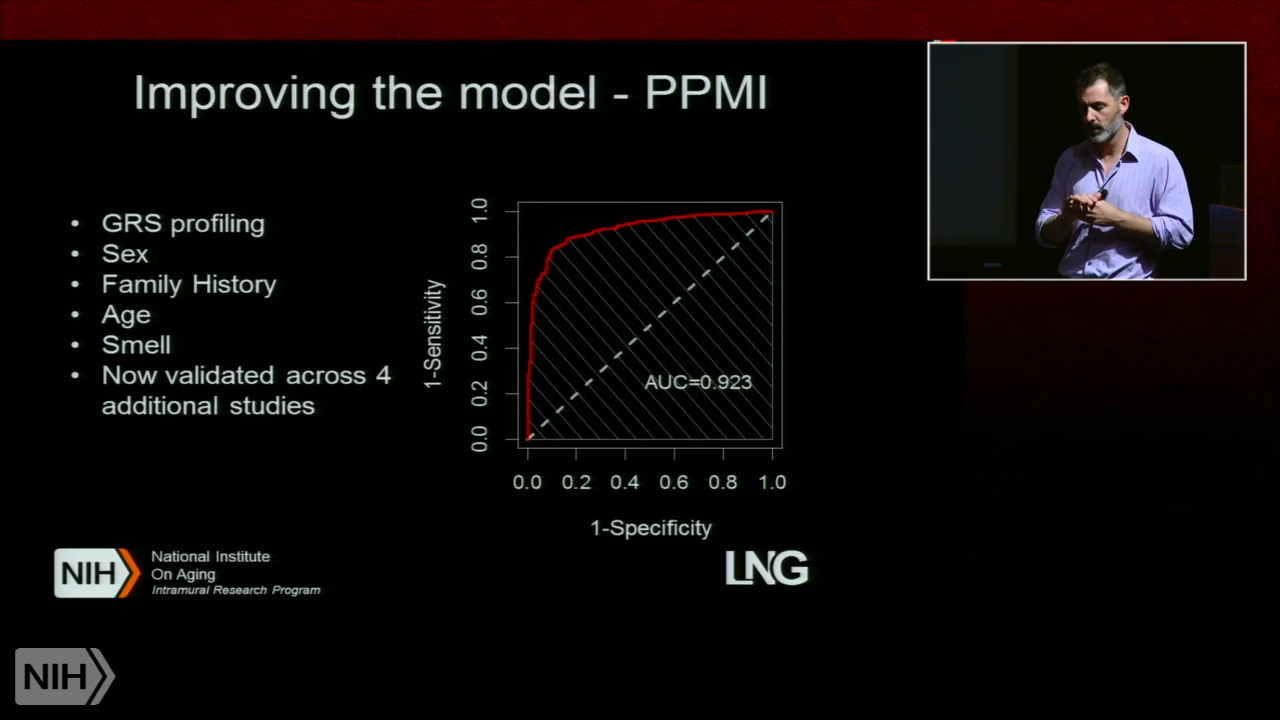 Improving the model - PPMI
• GRS profiling
• Sex
• Family History
• Age
• Smell
• Now validated across 4
additional studies
1-Sensitivity
0.0 0.2 0.4 0.6 0.8 1.0
AUC=0.923
0.0 0.2 0.4 0.6 0.8 1.0
1-Specificity
NIH
National Institute
On Aging
Intramural Research Program
LNG
NIH